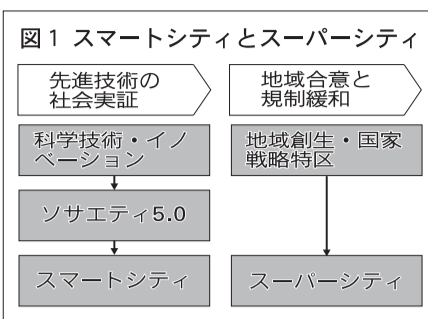 図1 スマートシティとスーパーシティ
先進技術の
社会実証
地域合意と
規制緩和
科学技術・イノ
ベーション
地域創生・国家
戦略特区
ソサエティ5.0
スマートシティ
スーパーシティ